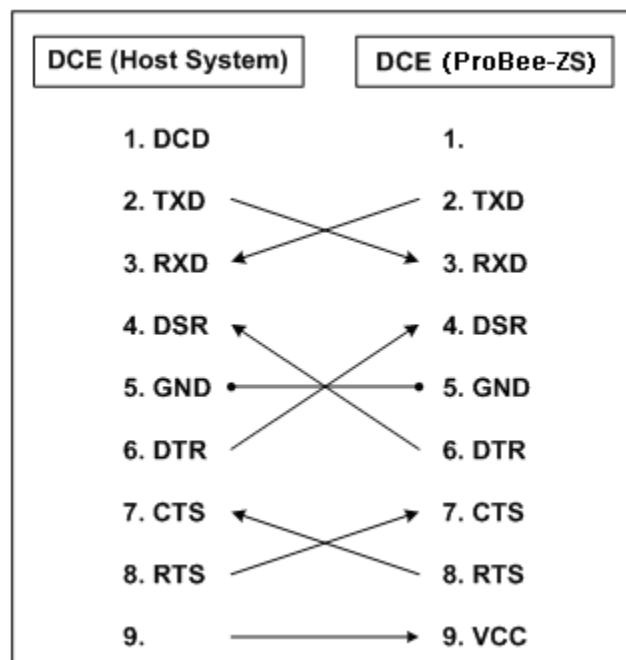 DCE (Host System) DCE (ProBee-ZS)
1. DCD 1.
2. TXD 2. TXD
3. RXD 3. RXD
4. DSR 4. DSR
5. GND 5. GND
6. DTR 6. DTR
7. CTS 7. CTS
8. RTS 8. RTS
9. 9. VCC